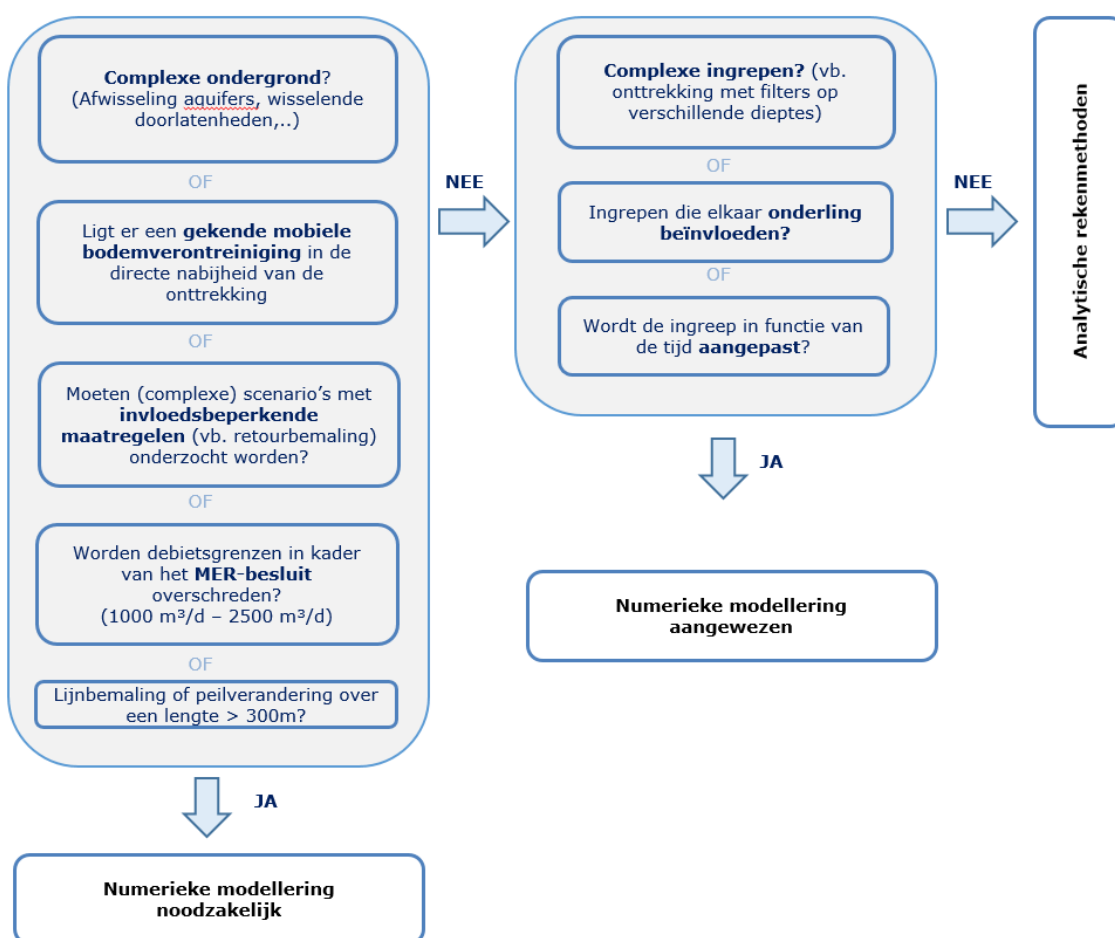 Complexe ondergrond?
(Afwisseling aquifers, wisselende
doorlatenheden,..)
OF
Ligt er een gekende mobiele
bodemverontreiniging in de
directe nabijheid van de
onttrekking
OF
Moeten (complexe) scenario's met
invloedsbeperkende
maatregelen (vb. retourbemaling)
onderzocht worden?
OF
Worden debietsgrenzen in kader
van het MER-besluit
overschreden?
(1000 m³/d – 2500 m³/d)
OF
Lijnbemaling of peilverandering over
een lengte > 300m?
JA
Numerieke modellering
noodzakelijk
NEE
Complexe ingrepen? (vb.
onttrekking met filters op
verschillende dieptes)
OF
Ingrepen die elkaar onderling
beïnvloeden?
OF
Wordt de ingreep in functie van
de tijd aangepast?
JA
Numerieke modellering
aangewezen
NEE
Analytische rekenmethoden